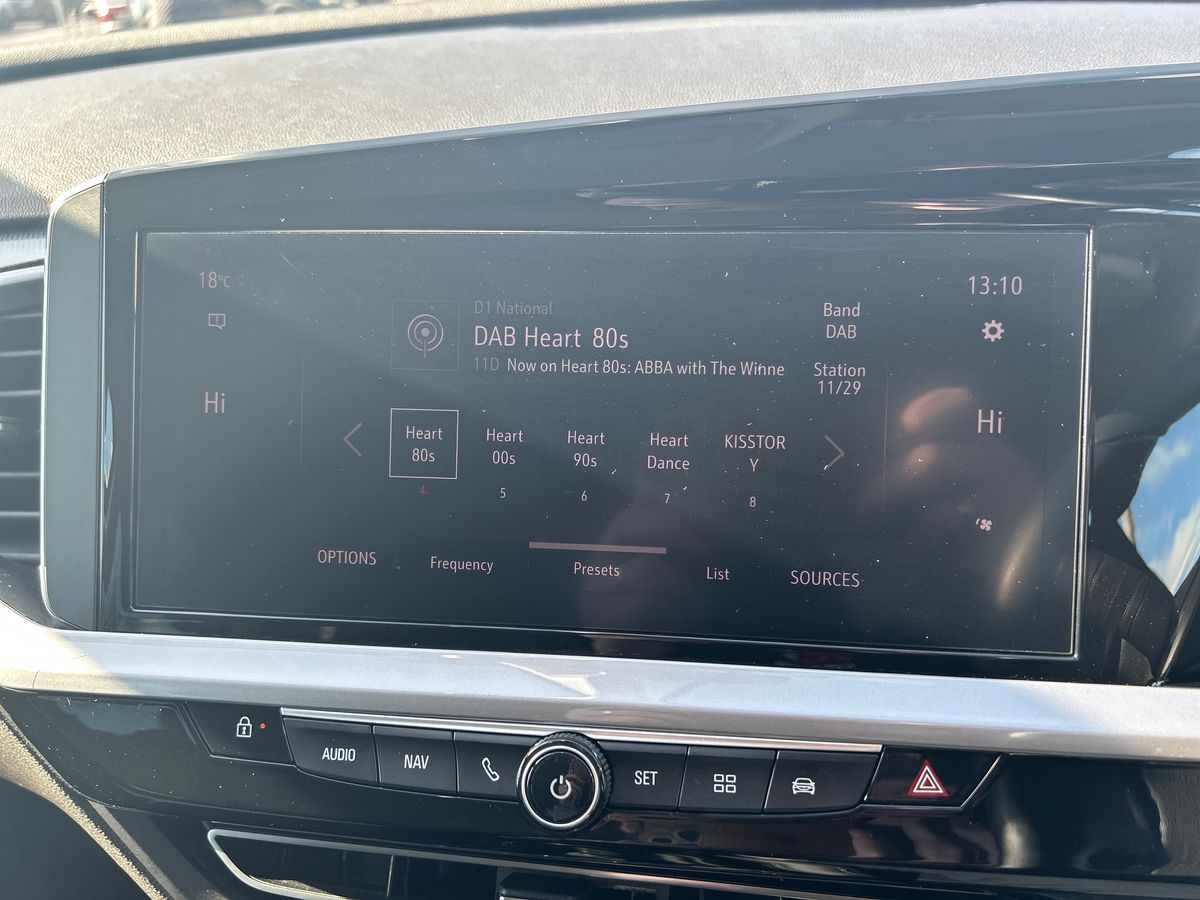 18°C
13:10
D1 National
DAB Heart 80s
11D Now on Heart 80s: ABBA with The Winne
Band
DAB
Station
11/29
Hi
Hi
Heart
80s
4
Heart
00s
5
Heart
90s
6
Heart
Dance
7
KISSTOR
Y
8
OPTIONS
Frequency
Presets
List
SOURCES
AUDIO
NAV
SET